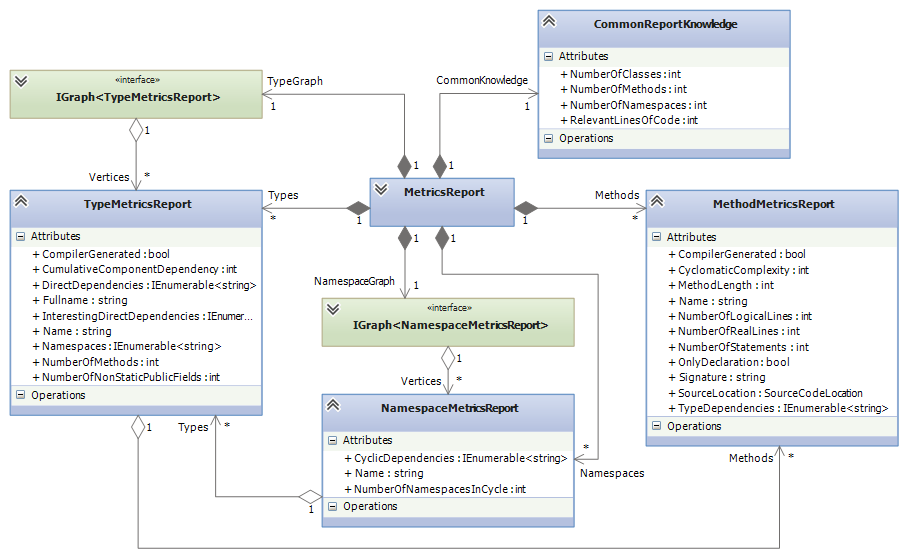 CommonReportKnowledge
Attributes
+ NumberOfClasses : int
+ NumberOfMethods : int
+ NumberOfNamespaces : int
+ RelevantLinesOfCode : int
Operations
«interface»
IGraph<TypeMetricsReport>
TypeGraph
1
CommonKnowledge
1
1
1
1
Vertices
*
TypeMetricsReport
Attributes
+ CompilerGenerated : bool
+ CumulativeComponentDependency : int
+ DirectDependencies : IEnumerable<string>
+ Fullname : string
+ InterestingDirectDependencies : IEnumer...
+ Name : string
+ Namespaces : IEnumerable<string>
+ NumberOfMethods : int
+ NumberOfNonStaticPublicFields : int
Operations
Types
*
1
MetricsReport
1
Methods
*
1
1
MethodMetricsReport
Attributes
+ CompilerGenerated : bool
+ CyclomaticComplexity : int
+ MethodLength : int
+ Name : string
+ NumberOfLogicalLines : int
+ NumberOfRealLines : int
+ NumberOfStatements : int
+ OnlyDeclaration : bool
+ Signature : string
+ SourceLocation : SourceCodeLocation
+ TypeDependencies : IEnumerable<string>
Operations
NamespaceGraph
1
«interface»
IGraph<NamespaceMetricsReport>
1
Vertices
*
NamespaceMetricsReport
Attributes
+ CyclicDependencies : IEnumerable<string>
+ Name : string
+ NumberOfNamespacesInCycle : int
Operations
*
Namespaces
1
Types
*
1
Methods
*